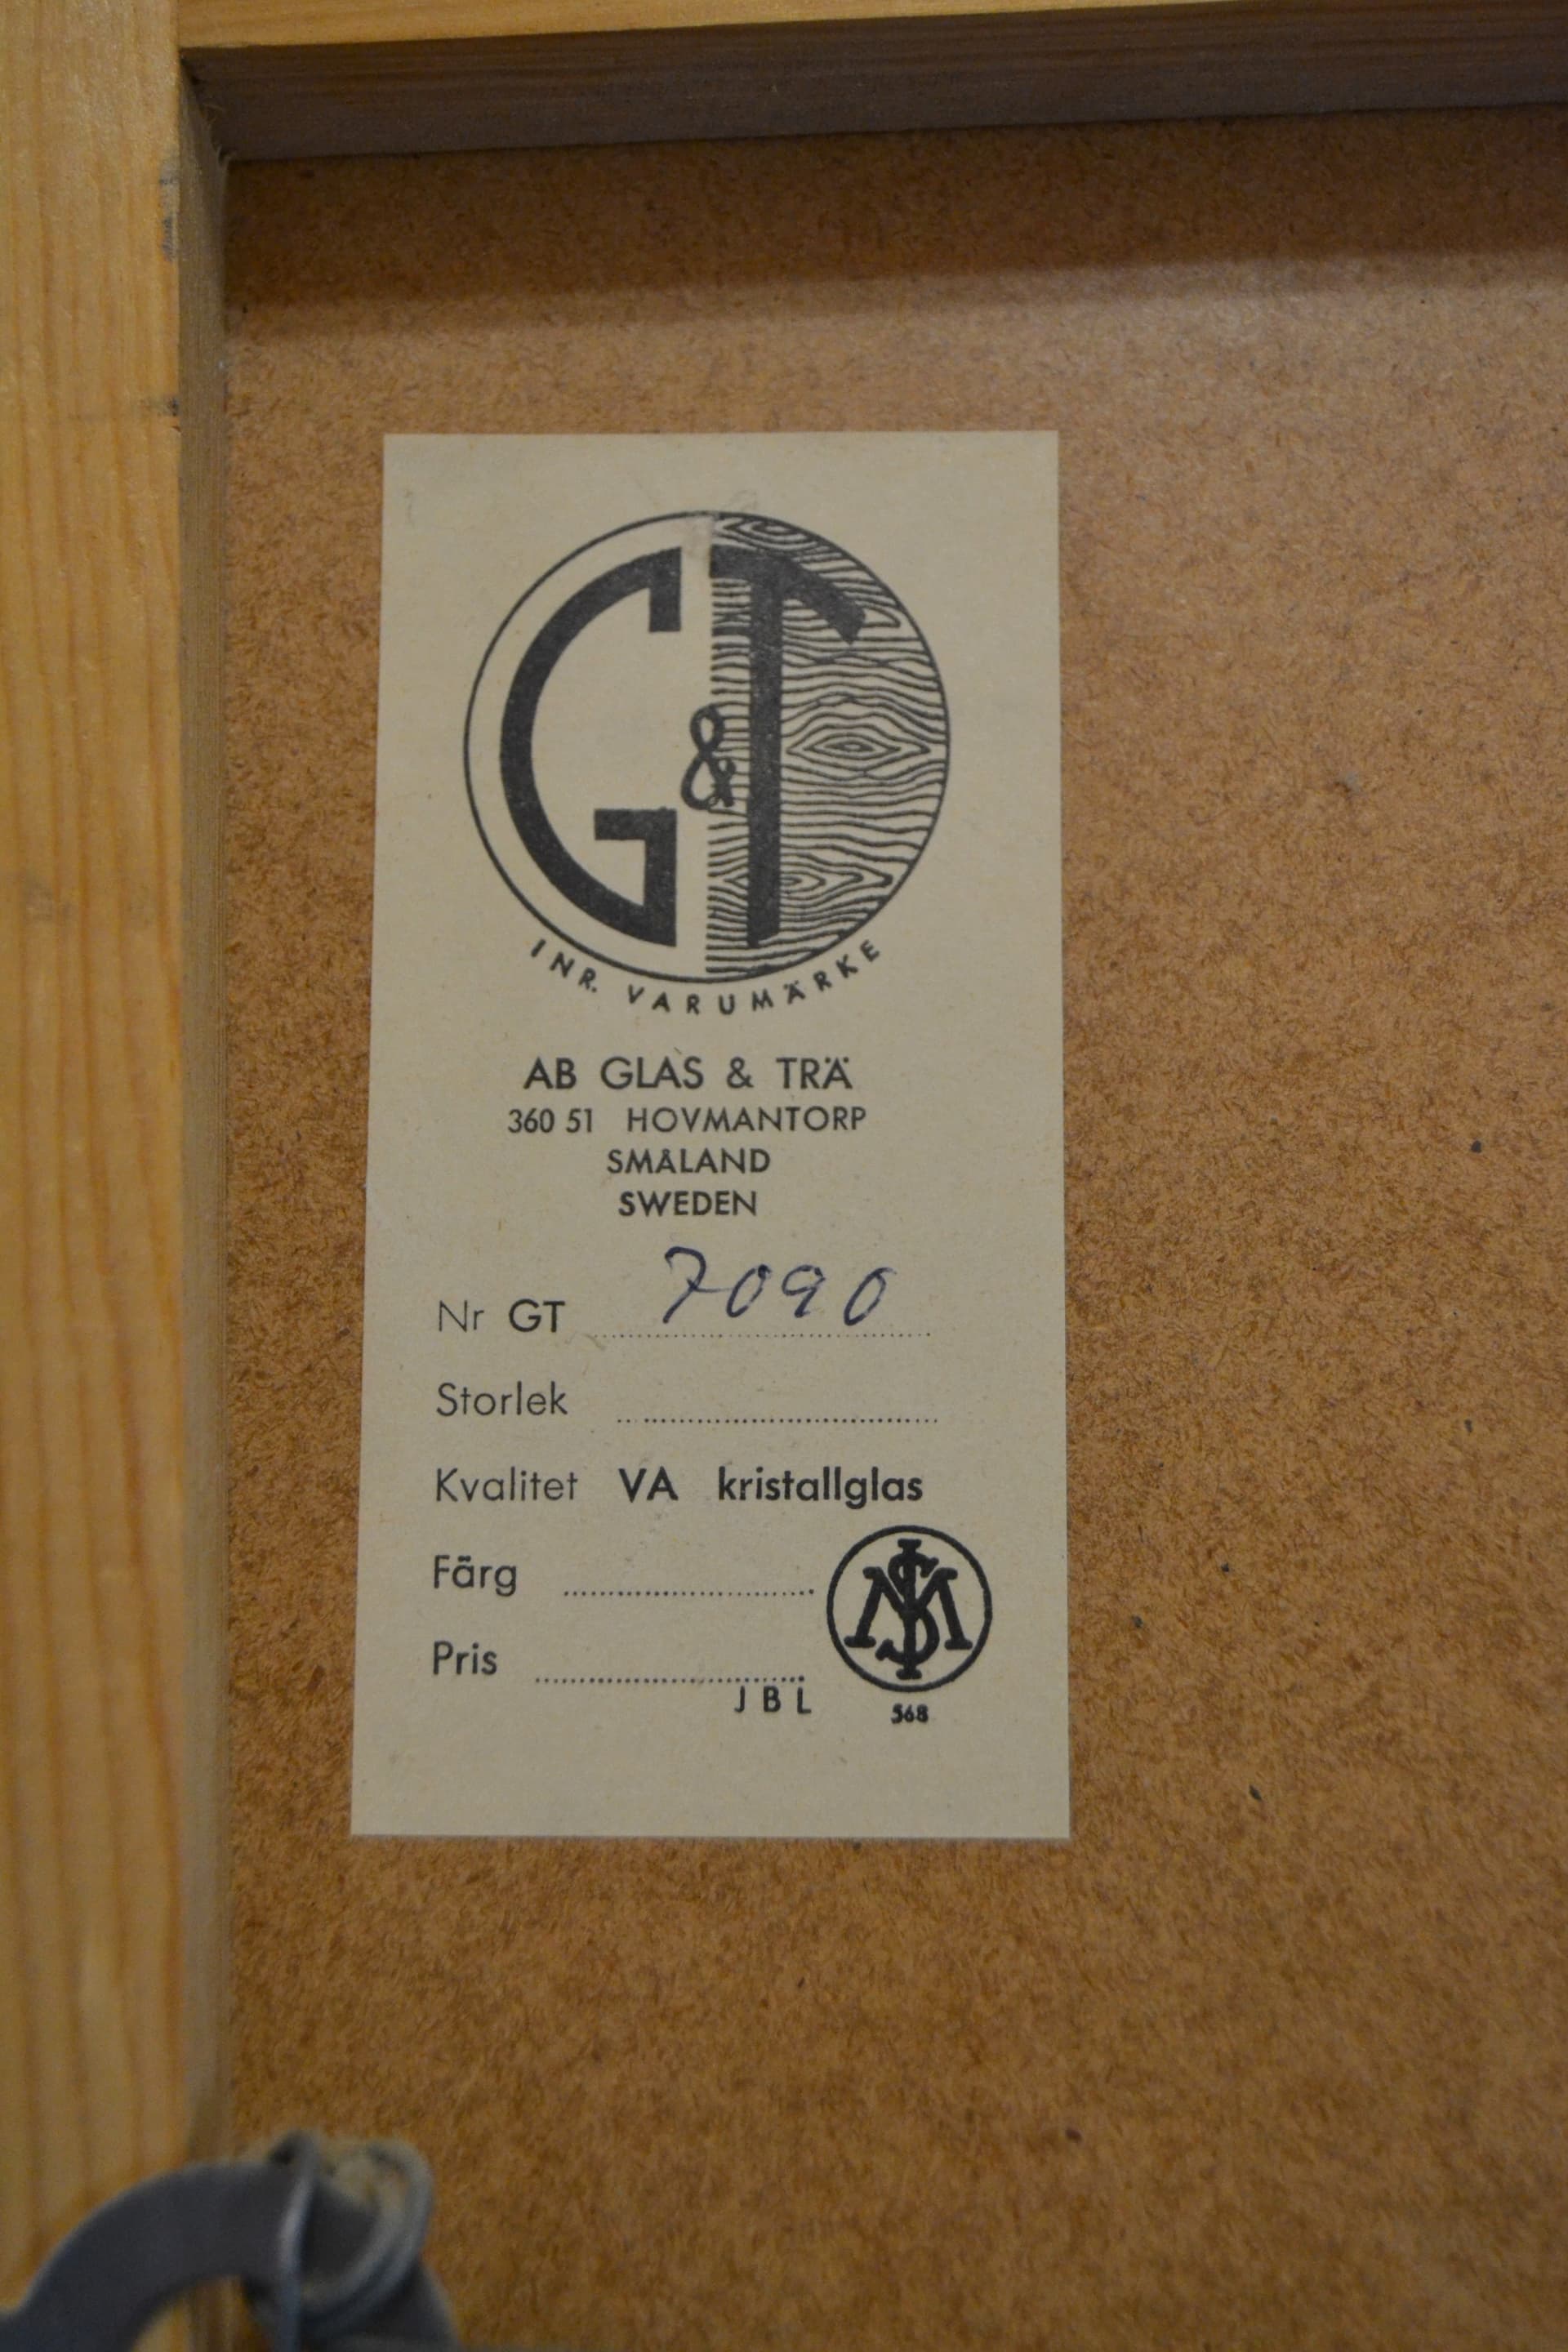 G&T
INR. VARUMÄRKE
AB GLAS & TRÄ
360 51 HOVMANTORP
SMÅLAND
SWEDEN
Nr GT 7090
Storlek
Kvalitet VA kristallglas
Färg
Pris
JBL
SMI
568